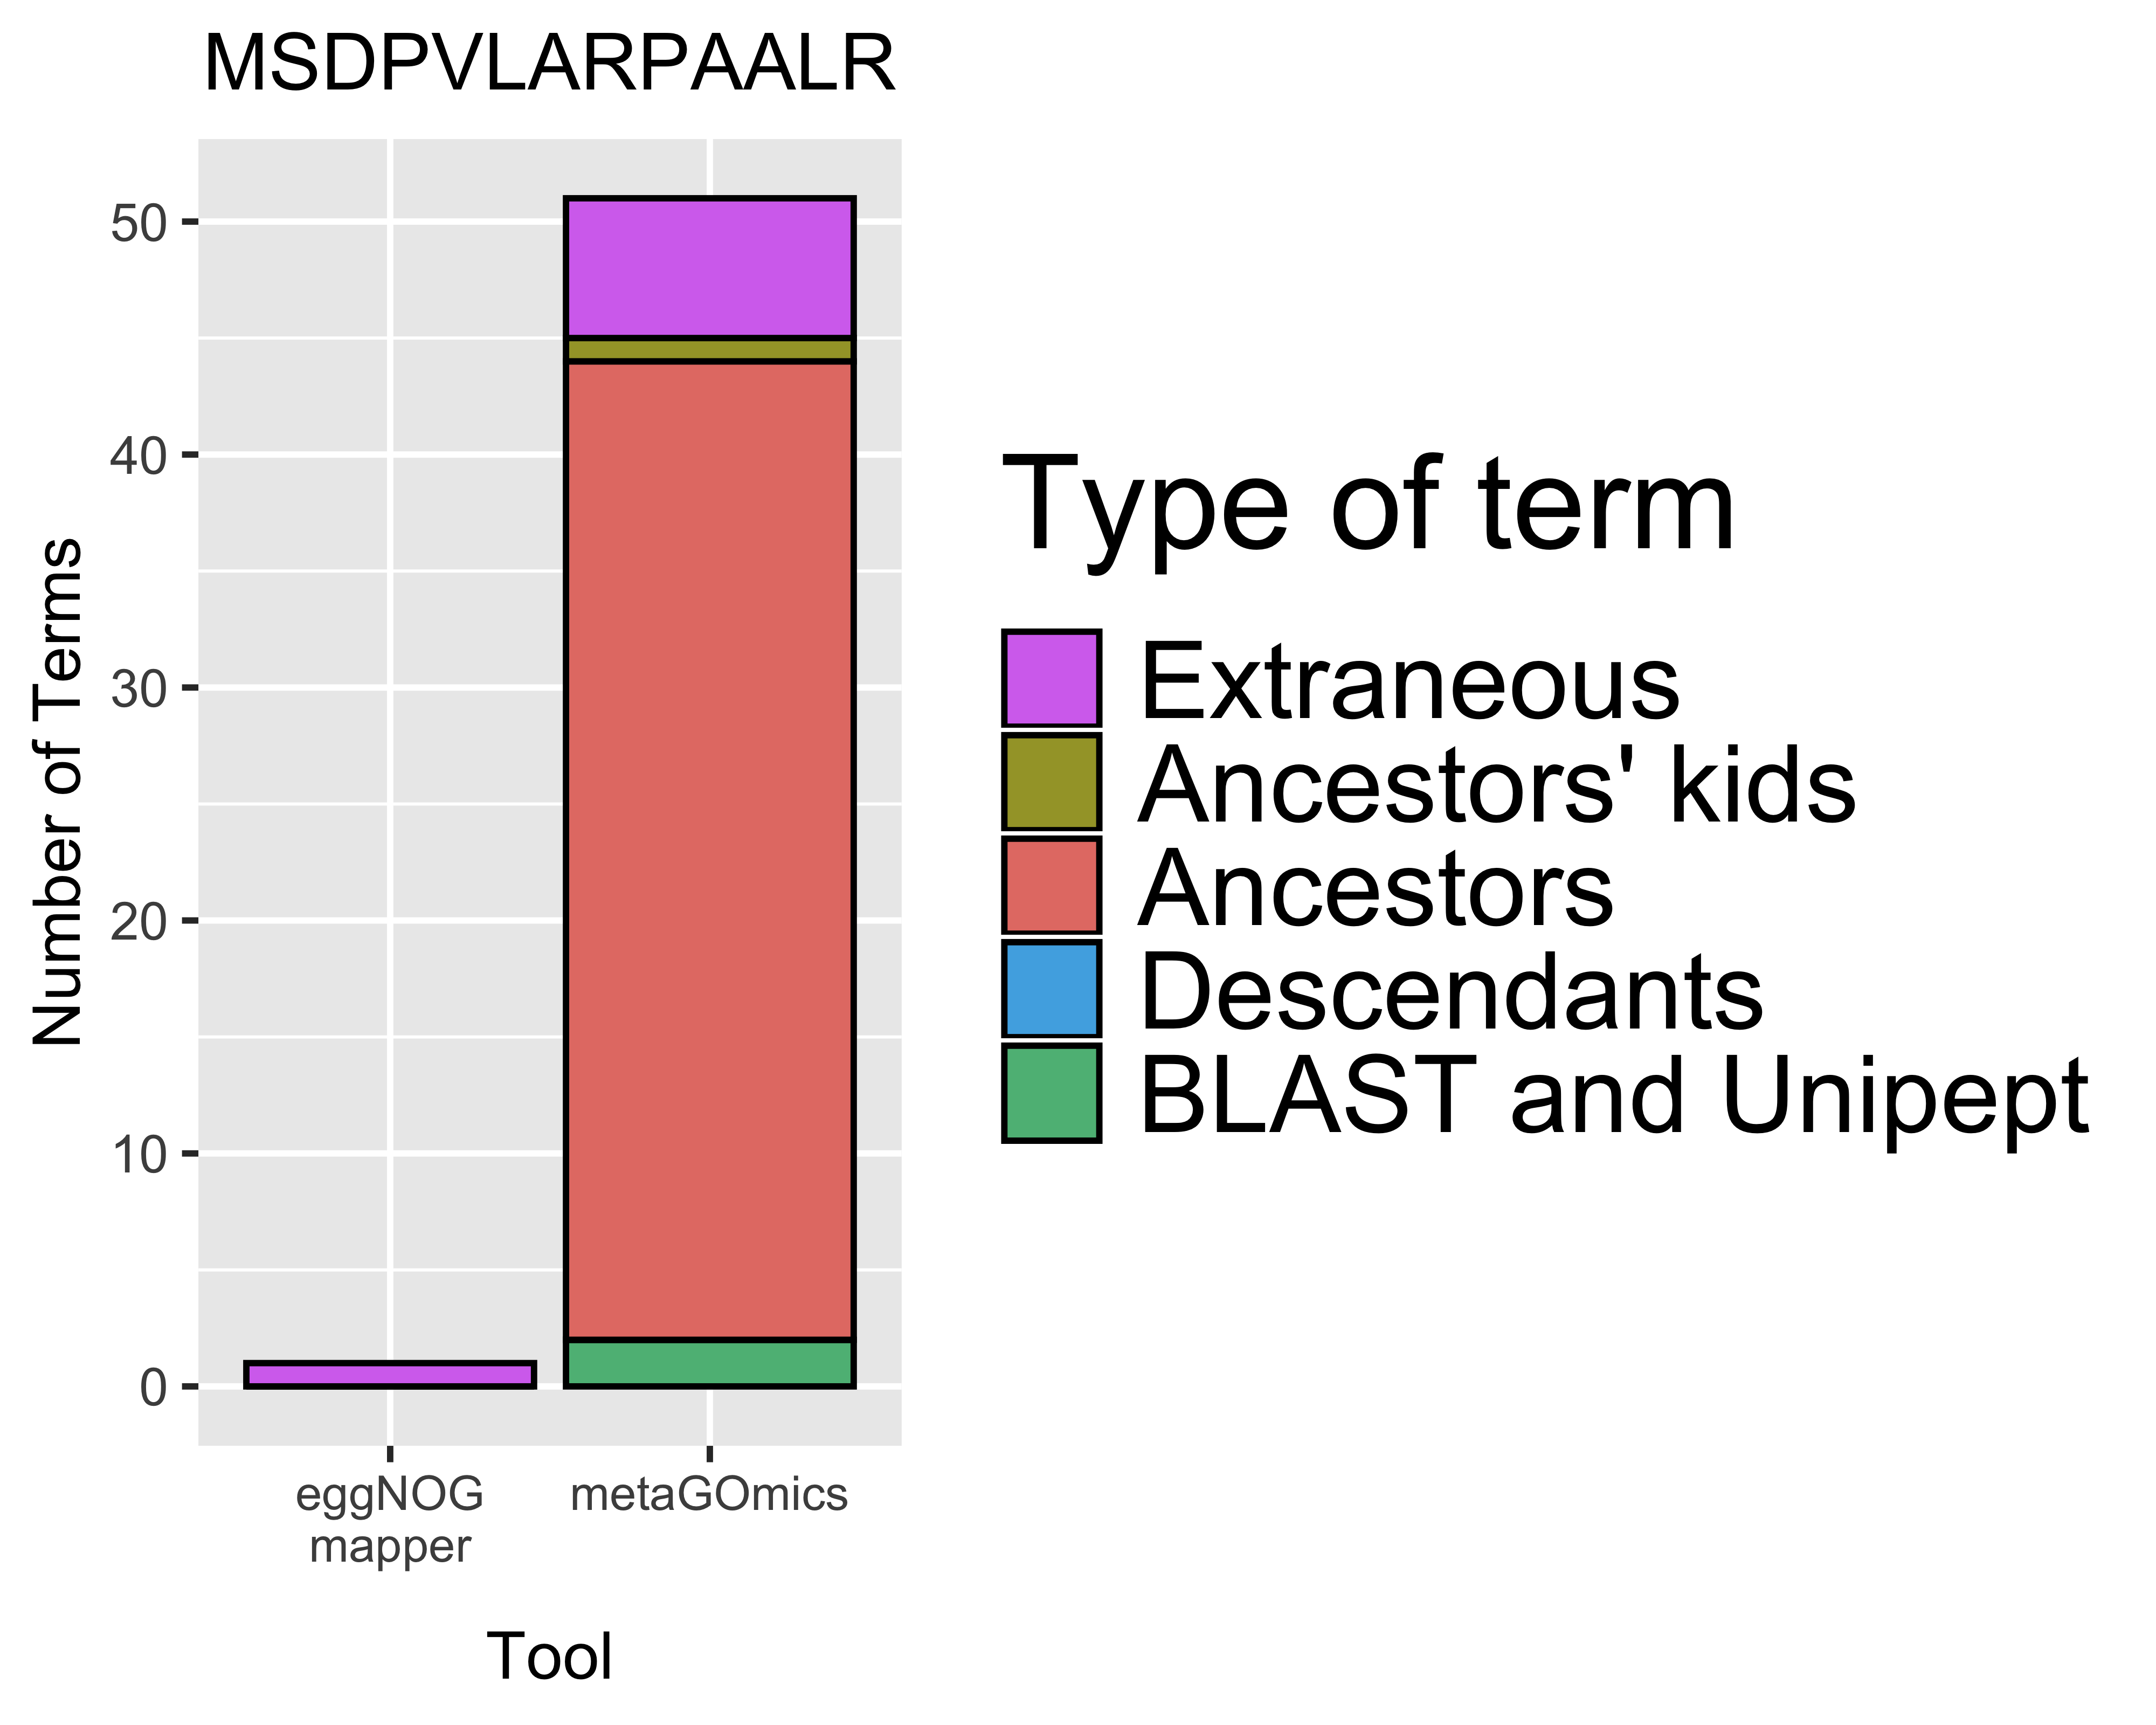 MSDPVLARPAALR
50
40
30
20
10
0
Number of Terms
eggNOG
mapper
metaGOmics
Tool
Type of term
Extraneous
Ancestors' kids
Ancestors
Descendants
BLAST and Unipept